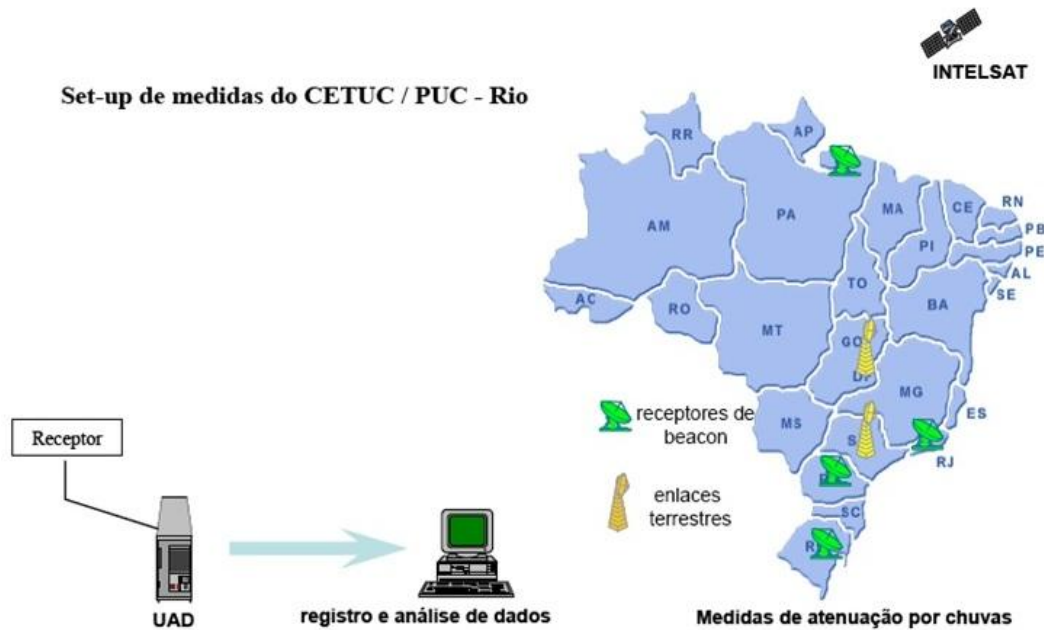 INTELSAT
Set-up de medidas do CETUC / PUC - Rio
RR
AP
AM
PA
MA
CE
RN
PB
PE
PI
AL
SE
AC
RO
TO
BA
MT
GO
DF
MG
ES
MS
RJ
SC
receptores de
beacon
enlaces
terrestres
Receptor
UAD
registro e análise de dados
Medidas de atenuação por chuvas